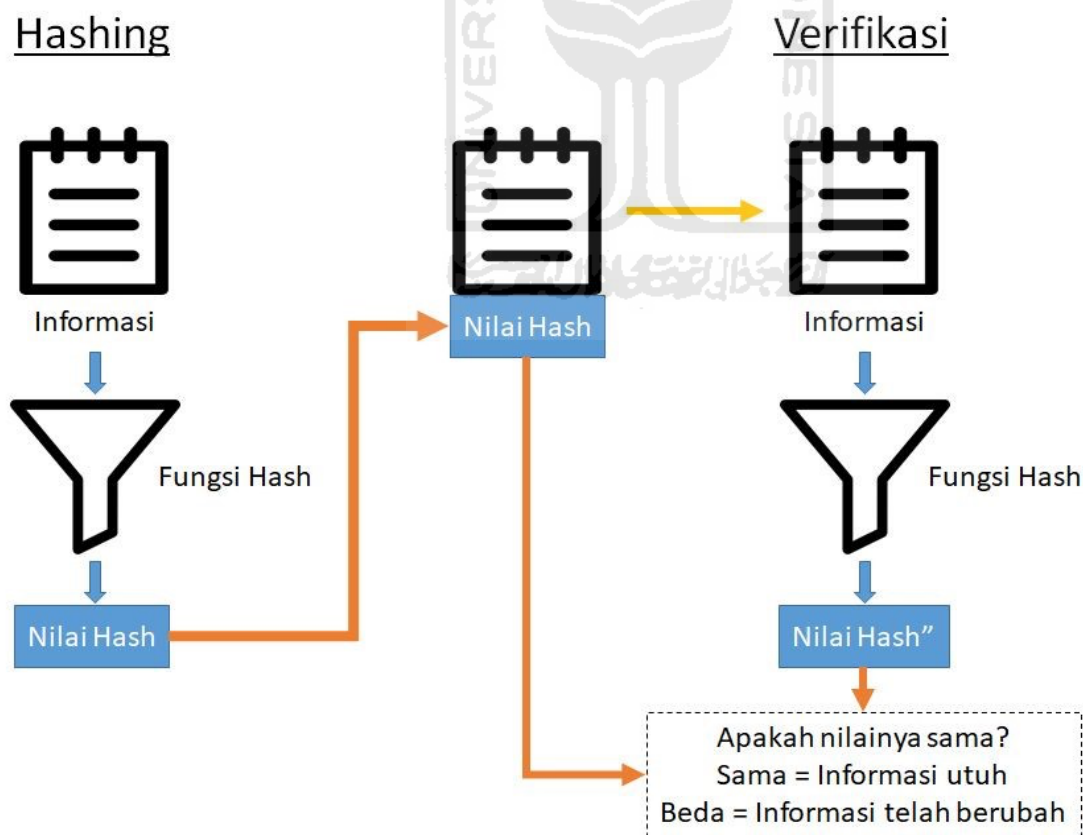 Hashing
Verifikasi
Informasi
Nilai Hash
Informasi
Fungsi Hash
Fungsi Hash
Nilai Hash
Nilai Hash”
Apakah nilainya sama?
Sama = Informasi utuh
Beda = Informasi telah berubah